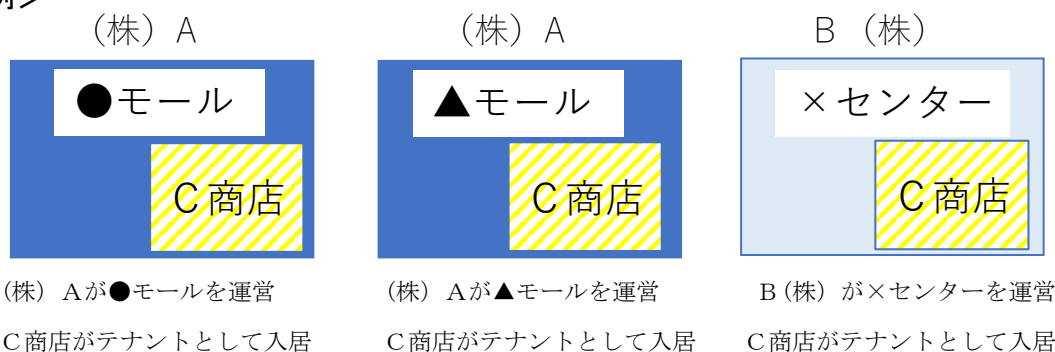 (株) A
(株) A
B (株)
●モール
▲モール
×センター
C商店
C商店
C商店
(株) Aが●モールを運営
(株) Aが▲モールを運営
B(株) が×センターを運営
C商店がテナントとして入居
C商店がテナントとして入居
C商店がテナントとして入居